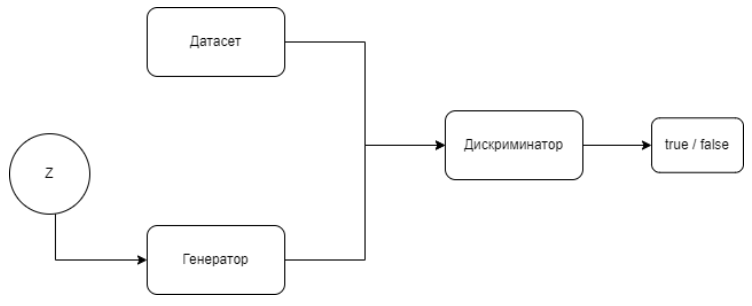 Датасет
Z
Дискриминатор
true / false
Генератор